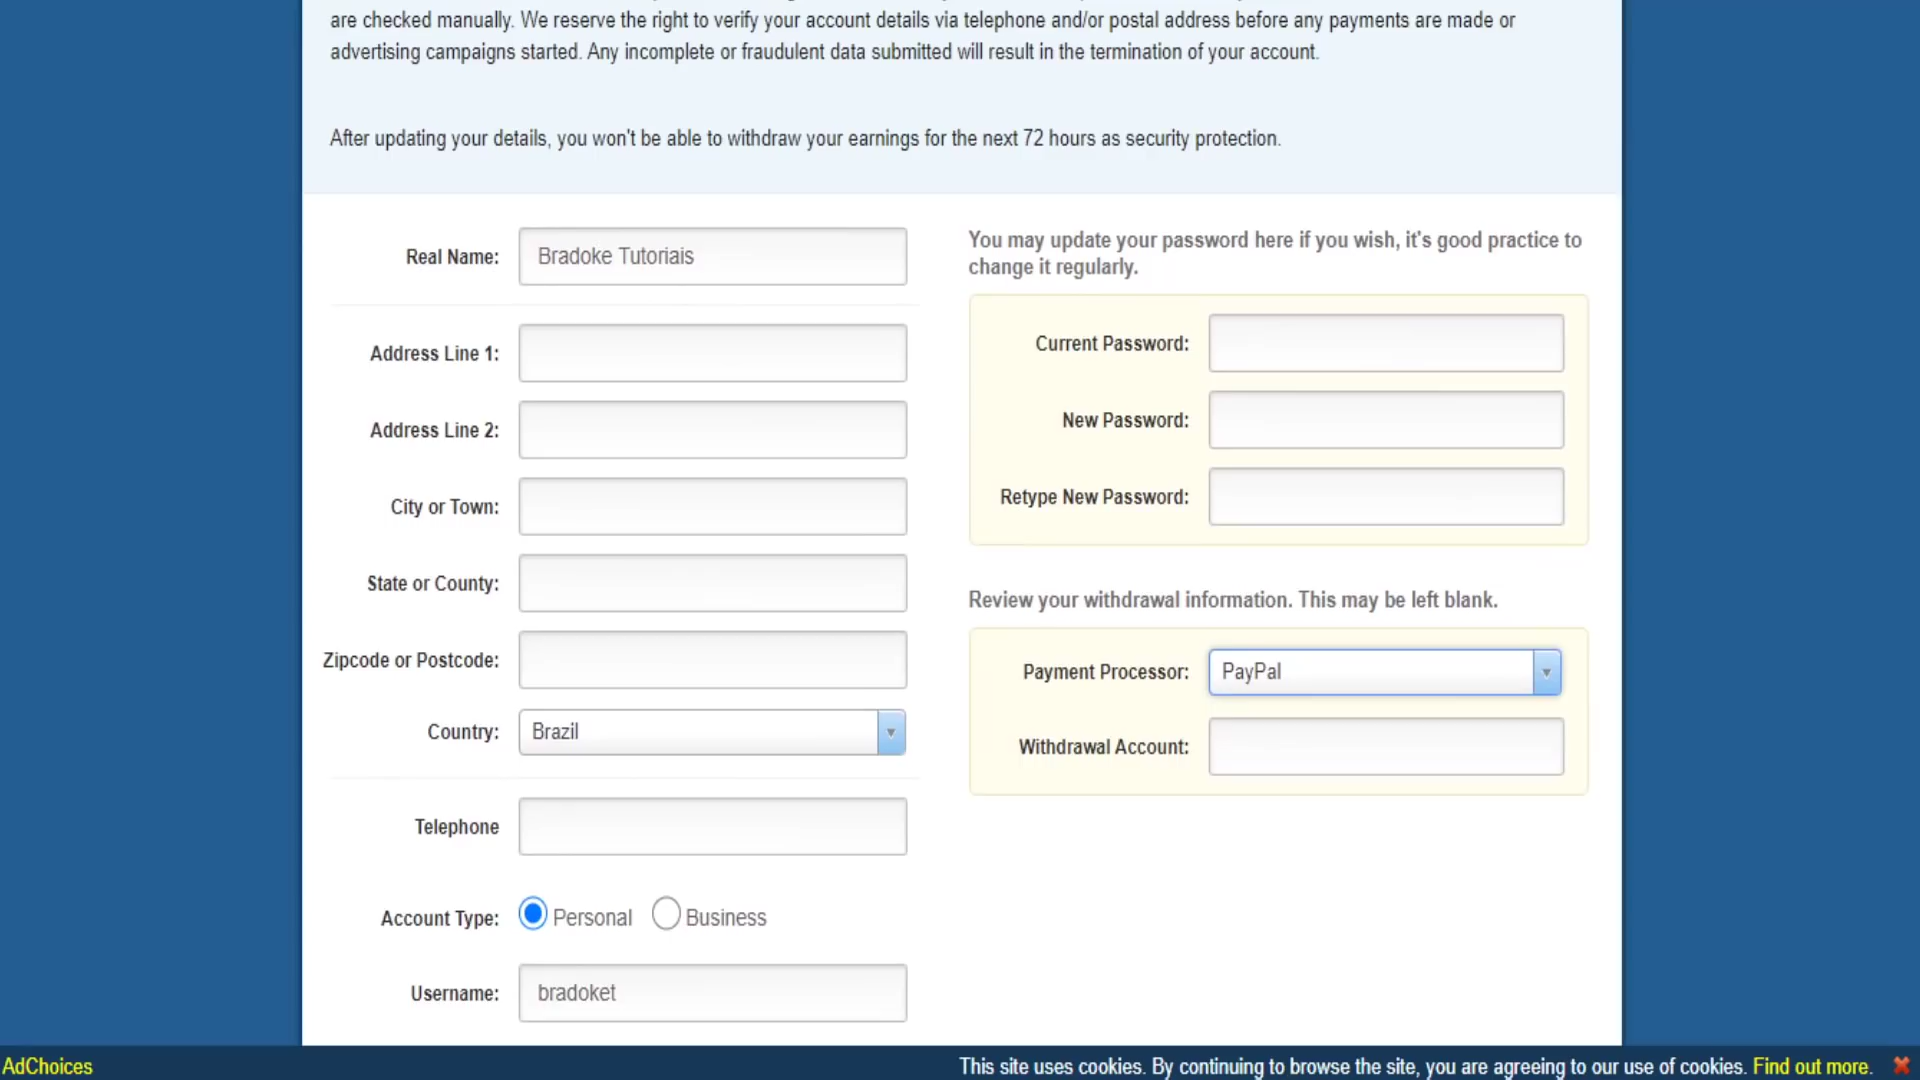 are checked manually. We reserve the right to verify your account details via telephone and/or postal address before any payments are made or
advertising campaigns started. Any incomplete or fraudulent data submitted will result in the termination of your account.
After updating your details, you won't be able to withdraw your earnings for the next 72 hours as security protection.
Real Name: Bradoke Tutoriais
Address Line 1:
Address Line 2:
City or Town:
State or County:
Zipcode or Postcode:
Country: Brazil
Telephone
Account Type: Personal Business
Username: bradoket
You may update your password here if you wish, it's good practice to
change it regularly.
Current Password:
New Password:
Retype New Password:
Review your withdrawal information. This may be left blank.
Payment Processor: PayPal
Withdrawal Account:
AdChoices
This site uses cookies. By continuing to browse the site, you are agreeing to our use of cookies. Find out more.